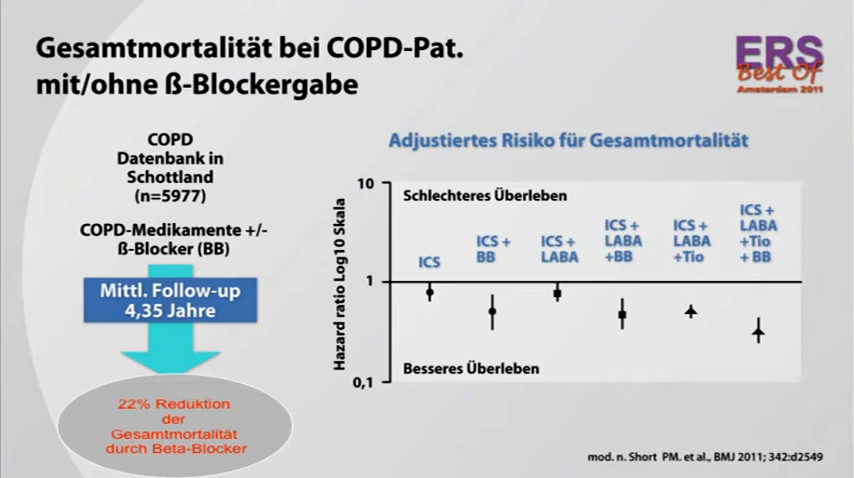 Gesamtmortalität bei COPD-Pat.
mit/ohne ß-Blockergabe
ERS
Best Of
Amsterdam 2011
COPD
Datenbank in
Schottland
(n=5977)
COPD-Medikamente +/-
ß-Blocker (BB)
Mittl. Follow-up
4,35 Jahre
22% Reduktion
der
Gesamtmortalität
durch Beta-Blocker
Adjustiertes Risiko für Gesamtmortalität
Hazard ratio Log10 Skala
10
1
0,1
Schlechteres Überleben
ICS
ICS +
BB
ICS +
LABA
ICS +
LABA
+BB
ICS +
LABA
+Tio
ICS +
LABA
+Tio
+ BB
Besseres Überleben
mod. n. Short PM. et al., BMJ 2011; 342:d2549